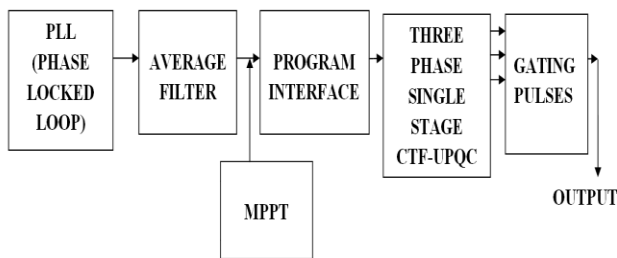 PLL
(PHASE
LOCKED
LOOP)
AVERAGE
FILTER
PROGRAM
INTERFACE
THREE
PHASE
SINGLE
STAGE
CTF-UPQC
GATING
PULSES
MPPT
OUTPUT